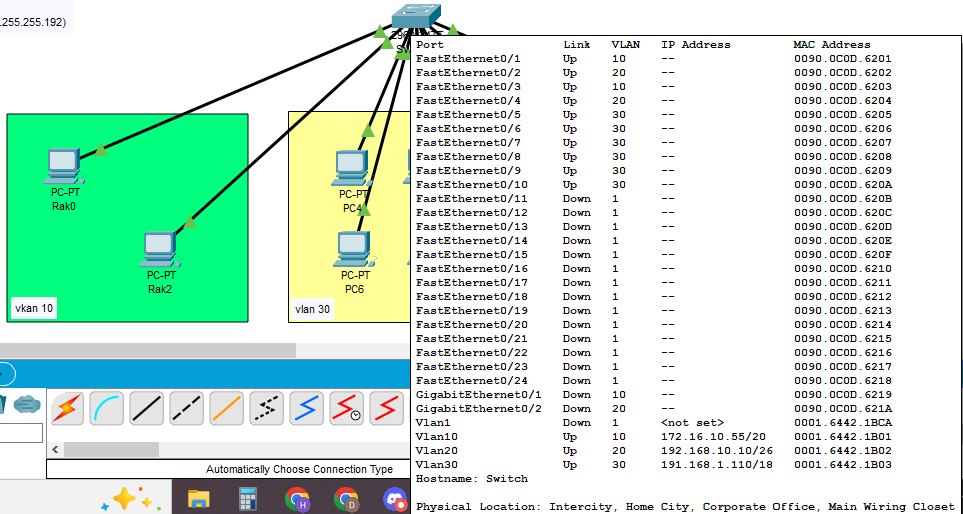 .255.255.192)
Port Link VLAN IP Address MAC Address
FastEthernet0/1 Up 10 -- 0090.0C0D.6201
FastEthernet0/2 Up 20 -- 0090.0C0D.6202
FastEthernet0/3 Up 10 -- 0090.0C0D.6203
FastEthernet0/4 Up 20 -- 0090.0C0D.6204
FastEthernet0/5 Up 30 -- 0090.0C0D.6205
FastEthernet0/6 Up 30 -- 0090.0C0D.6206
FastEthernet0/7 Up 30 -- 0090.0C0D.6207
FastEthernet0/8 Up 30 -- 0090.0C0D.6208
FastEthernet0/9 Up 30 -- 0090.0C0D.6209
FastEthernet0/10 Up 30 -- 0090.0C0D.620A
FastEthernet0/11 Down 1 -- 0090.0C0D.620B
FastEthernet0/12 Down 1 -- 0090.0C0D.620C
FastEthernet0/13 Down 1 -- 0090.0C0D.620D
FastEthernet0/14 Down 1 -- 0090.0C0D.620E
FastEthernet0/15 Down 1 -- 0090.0C0D.620F
FastEthernet0/16 Down 1 -- 0090.0C0D.6210
FastEthernet0/17 Down 1 -- 0090.0C0D.6211
FastEthernet0/18 Down 1 -- 0090.0C0D.6212
FastEthernet0/19 Down 1 -- 0090.0C0D.6213
FastEthernet0/20 Down 1 -- 0090.0C0D.6214
FastEthernet0/21 Down 1 -- 0090.0C0D.6215
FastEthernet0/22 Down 1 -- 0090.0C0D.6216
FastEthernet0/23 Down 1 -- 0090.0C0D.6217
FastEthernet0/24 Down 1 -- 0090.0C0D.6218
GigabitEthernet0/1 Down 10 -- 0090.0C0D.6219
GigabitEthernet0/2 Down 20 -- 0090.0C0D.621A
Vlan1 Down 1 <not set> 0001.6442.1BCA
Vlan10 Up 10 172.16.10.55/20 0001.6442.1B01
Vlan20 Up 20 192.168.10.10/26 0001.6442.1B02
Vlan30 Up 30 191.168.1.110/18 0001.6442.1B03
Hostname: Switch
Physical Location: Intercity, Home City, Corporate Office, Main Wiring Closet
PC-PT
Rak0
PC-PT
Rak2
vkan 10
PC-PT
PC4
PC-PT
PC6
vlan 30
Automatically Choose Connection Type
H
D